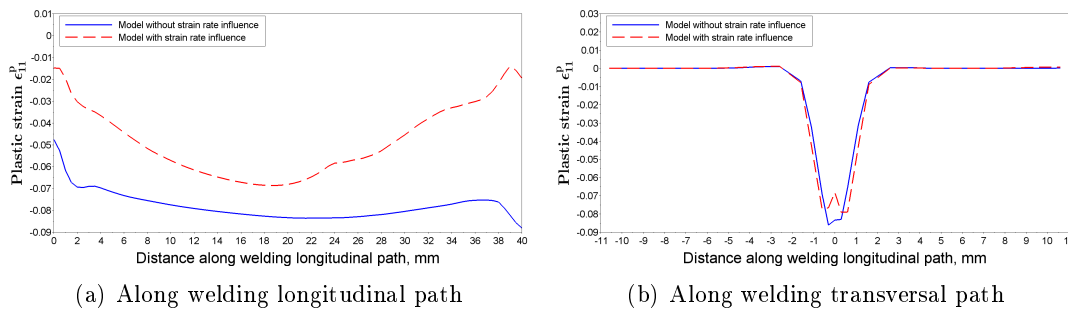 0.01
0
-0.01
-0.02
-0.03
-0.04
-0.05
-0.06
-0.07
-0.08
-0.09
Plastic strain ϵᵖ₁₁
Model without strain rate influence
Model with strain rate influence
0 2 4 6 8 10 12 14 16 18 20 22 24 26 28 30 32 34 36 38 40
Distance along welding longitudinal path, mm
(a) Along welding longitudinal path
0.03
0.02
0.01
0
-0.01
-0.02
-0.03
-0.04
-0.05
-0.06
-0.07
-0.08
-0.09
Plastic strain ϵᵖ₁₁
Model without strain rate influence
Model with strain rate influence
-11 -10 -9 -8 -7 -6 -5 -4 -3 -2 -1 0 1 2 3 4 5 6 7 8 9 10
Distance along welding longitudinal path, mm
(b) Along welding transversal path